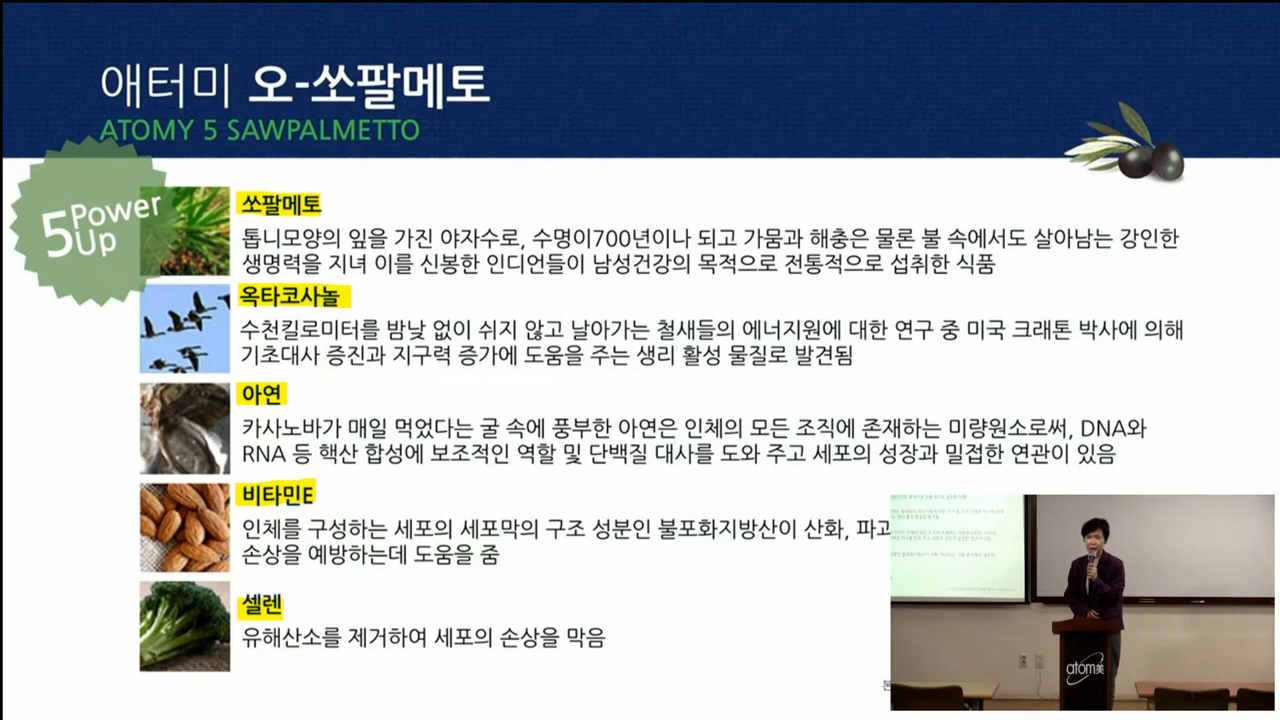 애터미 오-쏘팔메토
ATOMY 5 SAWPALMETTO
5 Power Up
쏘팔메토
톱니모양의 잎을 가진 야자수로, 수명이700년이나 되고 가뭄과 해충은 물론 불 속에서도 살아남는 강인한
생명력을 지녀 이를 신봉한 인디언들이 남성건강의 목적으로 전통적으로 섭취한 식품
옥타코사놀
수천킬로미터를 밤낮 없이 쉬지 않고 날아가는 철새들의 에너지원에 대한 연구 중 미국 크래톤 박사에 의해
기초대사 증진과 지구력 증가에 도움을 주는 생리 활성 물질로 발견됨
아연
카사노바가 매일 먹었다는 굴 속에 풍부한 아연은 인체의 모든 조직에 존재하는 미량원소로써, DNA와
RNA 등 핵산 합성에 보조적인 역할 및 단백질 대사를 도와 주고 세포의 성장과 밀접한 연관이 있음
비타민E
인체를 구성하는 세포의 세포막의 구조 성분인 불포화지방산이 산화, 파괴
손상을 예방하는데 도움을 줌
셀렌
유해산소를 제거하여 세포의 손상을 막음
atom美